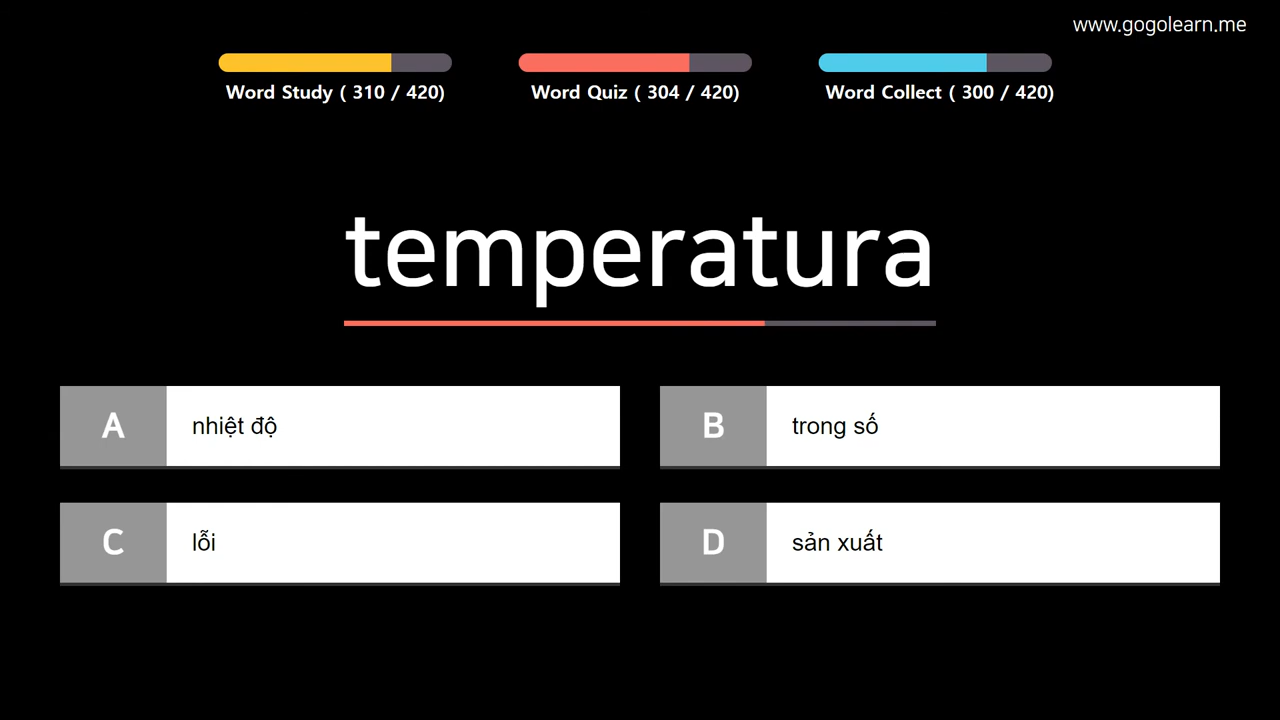 www.gogolearn.me
Word Study ( 310 / 420)
Word Quiz ( 304 / 420)
Word Collect ( 300 / 420)
temperatura
A nhiệt độ
B trong số
C lỗi
D sản xuất